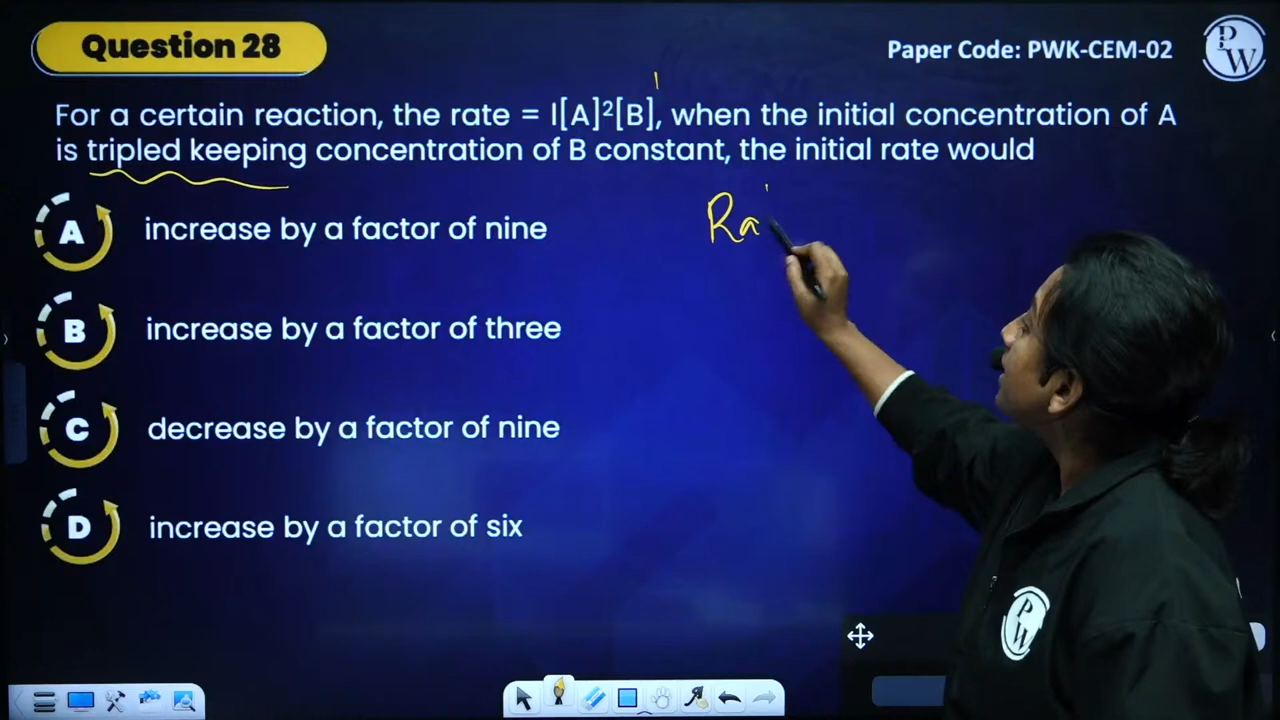 Question 28
Paper Code: PWK-CEM-02
P
W
1
For a certain reaction, the rate = l[A]²[B], when the initial concentration of A
is tripled keeping concentration of B constant, the initial rate would
Ra
A increase by a factor of nine
B increase by a factor of three
C decrease by a factor of nine
D increase by a factor of six
P
W